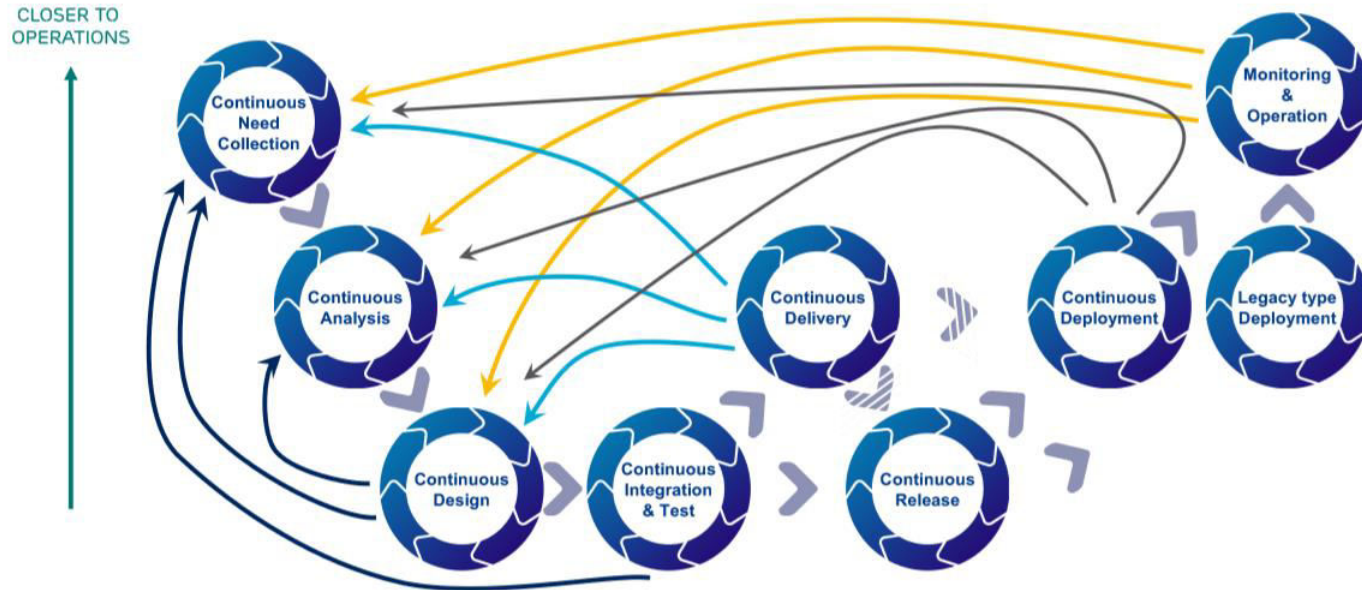 CLOSER TO
OPERATIONS
Continuous
Need
Collection
Monitoring
&
Operation
Continuous
Analysis
Continuous
Delivery
Continuous
Deployment
Legacy type
Deployment
Continuous
Design
Continuous
Integration
& Test
Continuous
Release